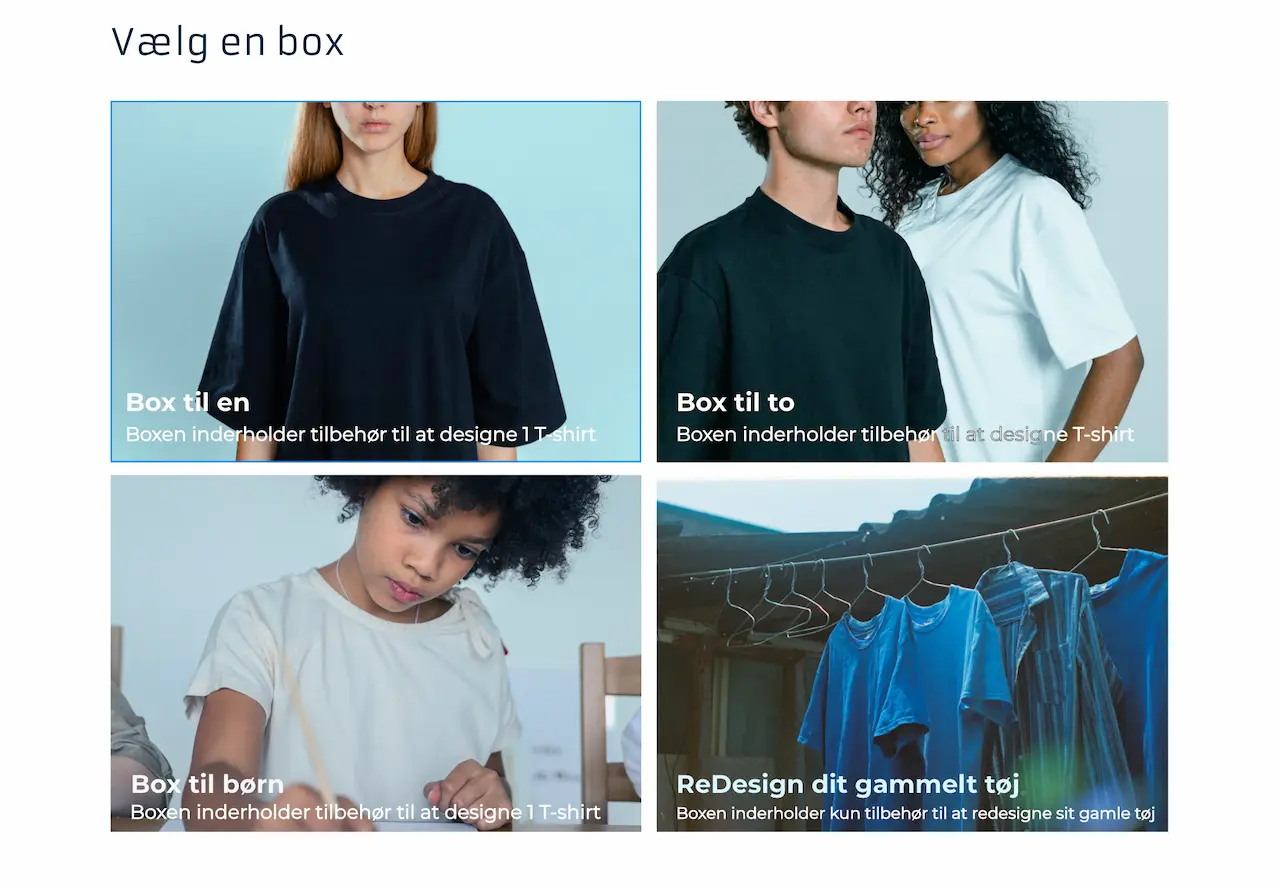 Vælg en box
Box til en
Boxen inderholder tilbehør til at designe 1 T-shirt
Box til to
Boxen inderholder tilbehør til at designe T-shirt
Box til børn
Boxen inderholder tilbehør til at designe 1 T-shirt
ReDesign dit gammelt tøj
Boxen inderholder kun tilbehør til at redesigne sit gamle tøj